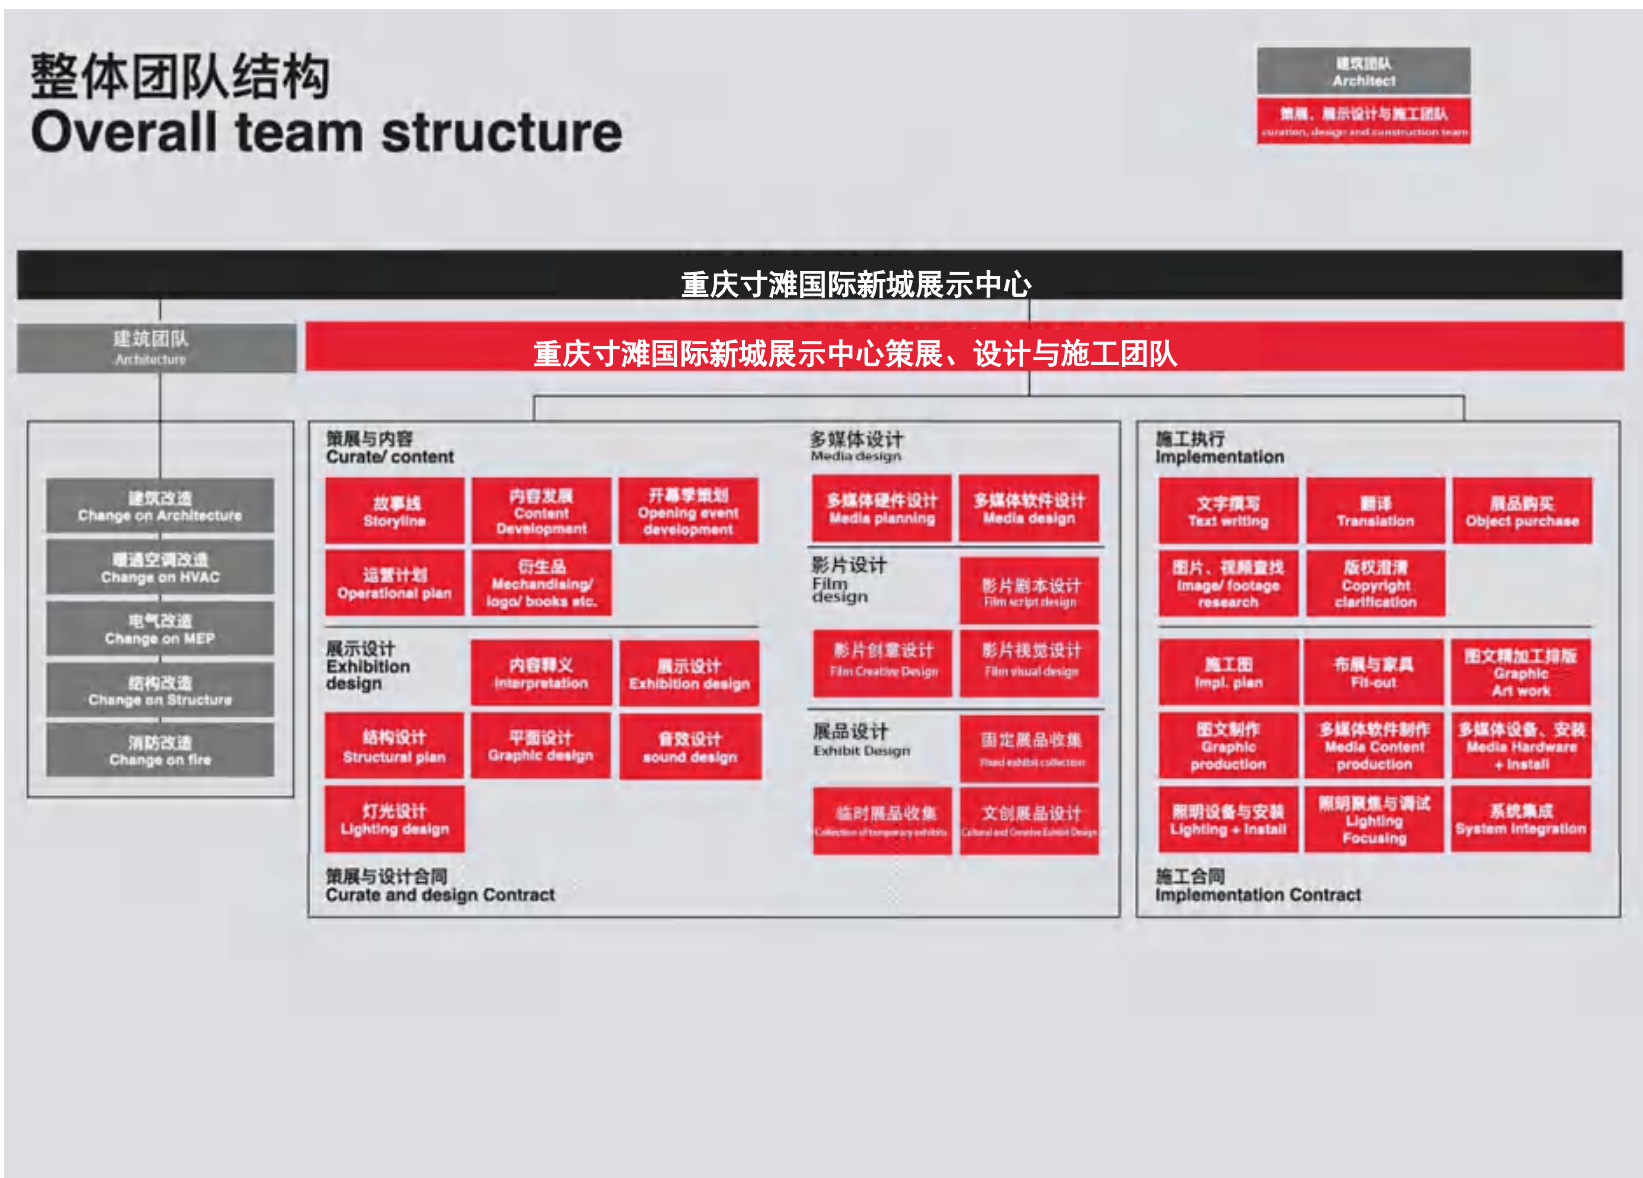 整体团队结构
Overall team structure
建筑团队
Architect
策展、展示设计与施工团队
curation, design and construction team
重庆寸滩国际新城展示中心
建筑团队
Architecture
重庆寸滩国际新城展示中心策展、设计与施工团队
建筑改造
Change on Architecture
暖通空调改造
Change on HVAC
电气改造
Change on MEP
结构改造
Change on Structure
消防改造
Change on fire
策展与内容
Curate/ content
故事线
Storyline
内容发展
Content
Development
开幕季策划
Opening event
development
运营计划
Operational plan
衍生品
Mechandising/
logo/ books etc.
展示设计
Exhibition
design
内容释义
Interpretation
展示设计
Exhibition design
结构设计
Structural plan
平面设计
Graphic design
音效设计
sound design
灯光设计
Lighting design
策展与设计合同
Curate and design Contract
多媒体设计
Media design
多媒体硬件设计
Media planning
多媒体软件设计
Media design
影片设计
Film
design
影片剧本设计
Film script design
影片创意设计
Film Creative Design
影片视觉设计
Film visual design
展品设计
Exhibit Design
固定展品收集
Fixed exhibit collection
临时展品收集
Collection of temporary exhibits
文创展品设计
Cultural and Creative Exhibit Design
施工执行
Implementation
文字撰写
Text writing
翻译
Translation
展品购买
Object purchase
图片、视频查找
Image/ footage
research
版权澄清
Copyright
clarification
施工图
Impl. plan
布展与家具
Fit-out
图文精加工排版
Graphic
Art work
图文制作
Graphic
production
多媒体软件制作
Media Content
production
多媒体设备、安装
Media Hardware
+ Install
照明设备与安装
Lighting + Install
照明聚焦与调试
Lighting
Focusing
系统集成
System Integration
施工合同
Implementation Contract